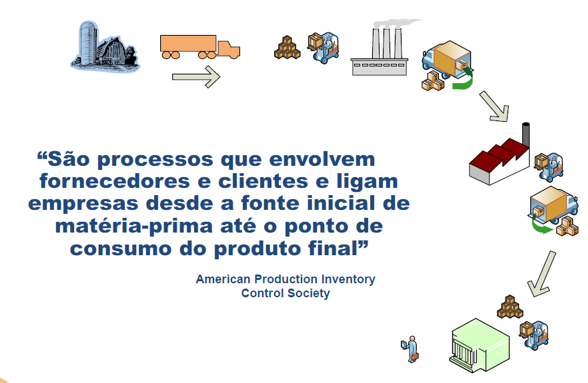 “São processos que envolvem
fornecedores e clientes e ligam
empresas desde a fonte inicial de
matéria-prima até o ponto de
consumo do produto final”
American Production Inventory
Control Society